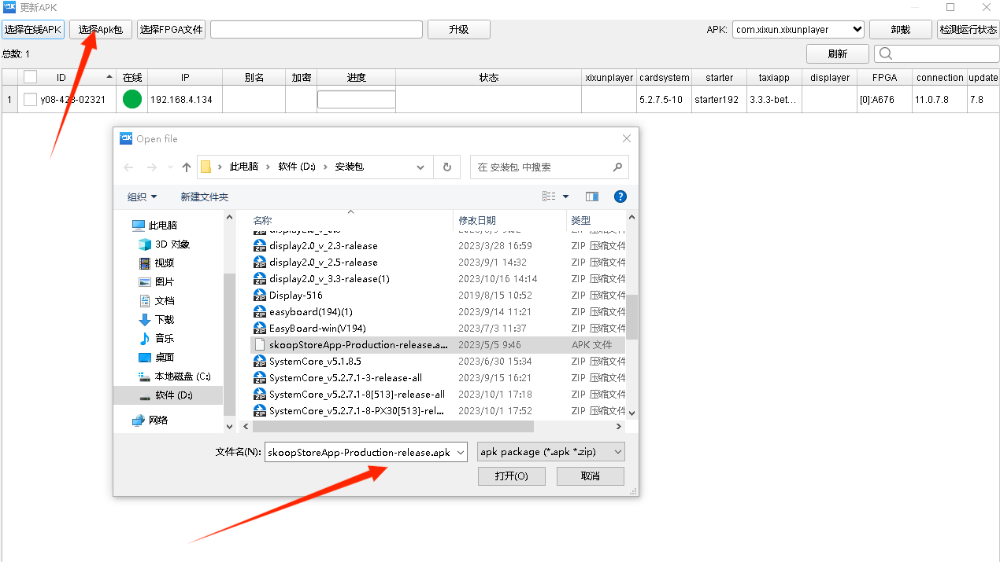 更新APK
选择在线APK 选择Apk包 选择FPGA文件 升级 APK: com.xixun.xixunplayer 卸载 检测运行状态
总数: 1 刷新
ID 在线 IP 别名 加密 进度 状态 xixunplayer cardsystem starter taxiapp displayer FPGA connection update
1 y08-428-02321 192.168.4.134 5.2.7.5-10 starter192 3.3.3-bet... [0]:A676 11.0.7.8 7.8
Open file
此电脑 › 软件 (D:) › 安装包 在 安装包 中搜索
组织 新建文件夹
名称 修改日期 类型
此电脑
3D 对象
视频
图片
文档
下载
音乐
桌面
本地磁盘 (C:)
软件 (D:)
网络
display2.0_v_2.3-ralease 2023/3/28 16:59 ZIP 压缩文件
display2.0_v_2.5-ralease 2023/9/1 14:32 ZIP 压缩文件
display2.0_v_3.3-ralease(1) 2023/10/16 14:14 ZIP 压缩文件
Display-516 2019/8/15 10:52 ZIP 压缩文件
easyboard(194)(1) 2023/9/14 11:21 ZIP 压缩文件
EasyBoard-win(V194) 2023/7/3 11:37 ZIP 压缩文件
skoopStoreApp-Production-release.a... 2023/5/5 9:46 APK 文件
SystemCore_v5.1.8.5 2023/6/30 15:34 ZIP 压缩文件
SystemCore_v5.2.7.1-3-release-all 2023/9/15 16:21 ZIP 压缩文件
SystemCore_v5.2.7.1-8[513]-release-all 2023/10/1 17:18 ZIP 压缩文件
SystemCore_v5.2.7.1-8-PX30[513]-rel... 2023/10/1 17:52 ZIP 压缩文件
文件名(N): skoopStoreApp-Production-release.apk apk package (*.apk *.zip)
打开(O) 取消